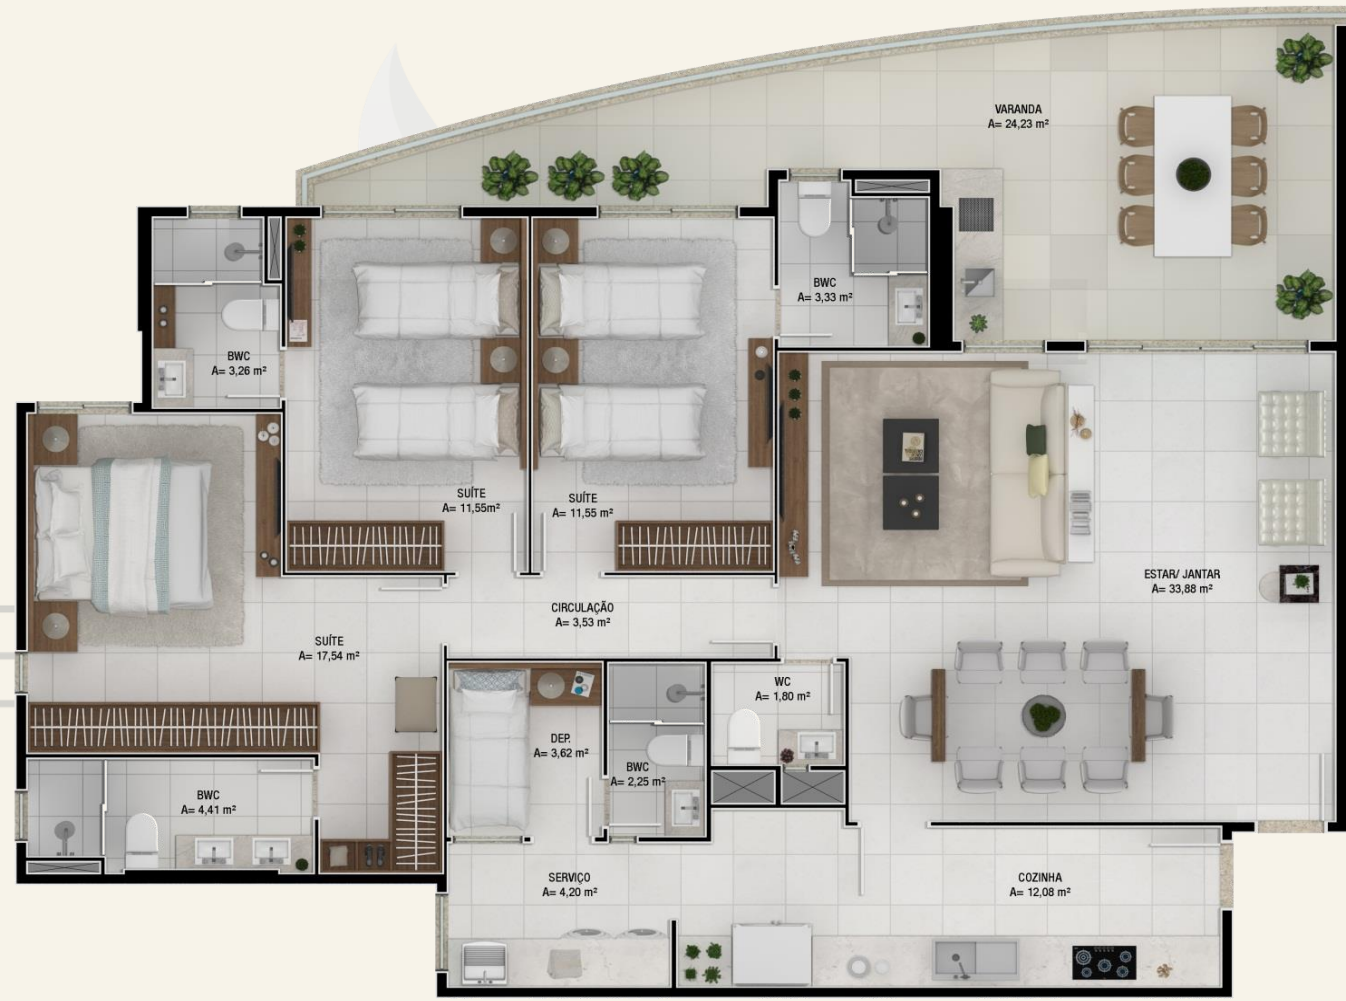 VARANDA
A= 24,23 m²
BWC
A= 3,33 m²
BWC
A= 3,26 m²
SUÍTE
A= 11,55m²
SUÍTE
A= 11,55 m²
ESTAR/ JANTAR
A= 33,88 m²
CIRCULAÇÃO
A= 3,53 m²
SUÍTE
A= 17,54 m²
WC
A= 1,80 m²
DEP.
A= 3,62 m²
BWC
A= 2,25 m²
BWC
A= 4,41 m²
SERVIÇO
A= 4,20 m²
COZINHA
A= 12,08 m²